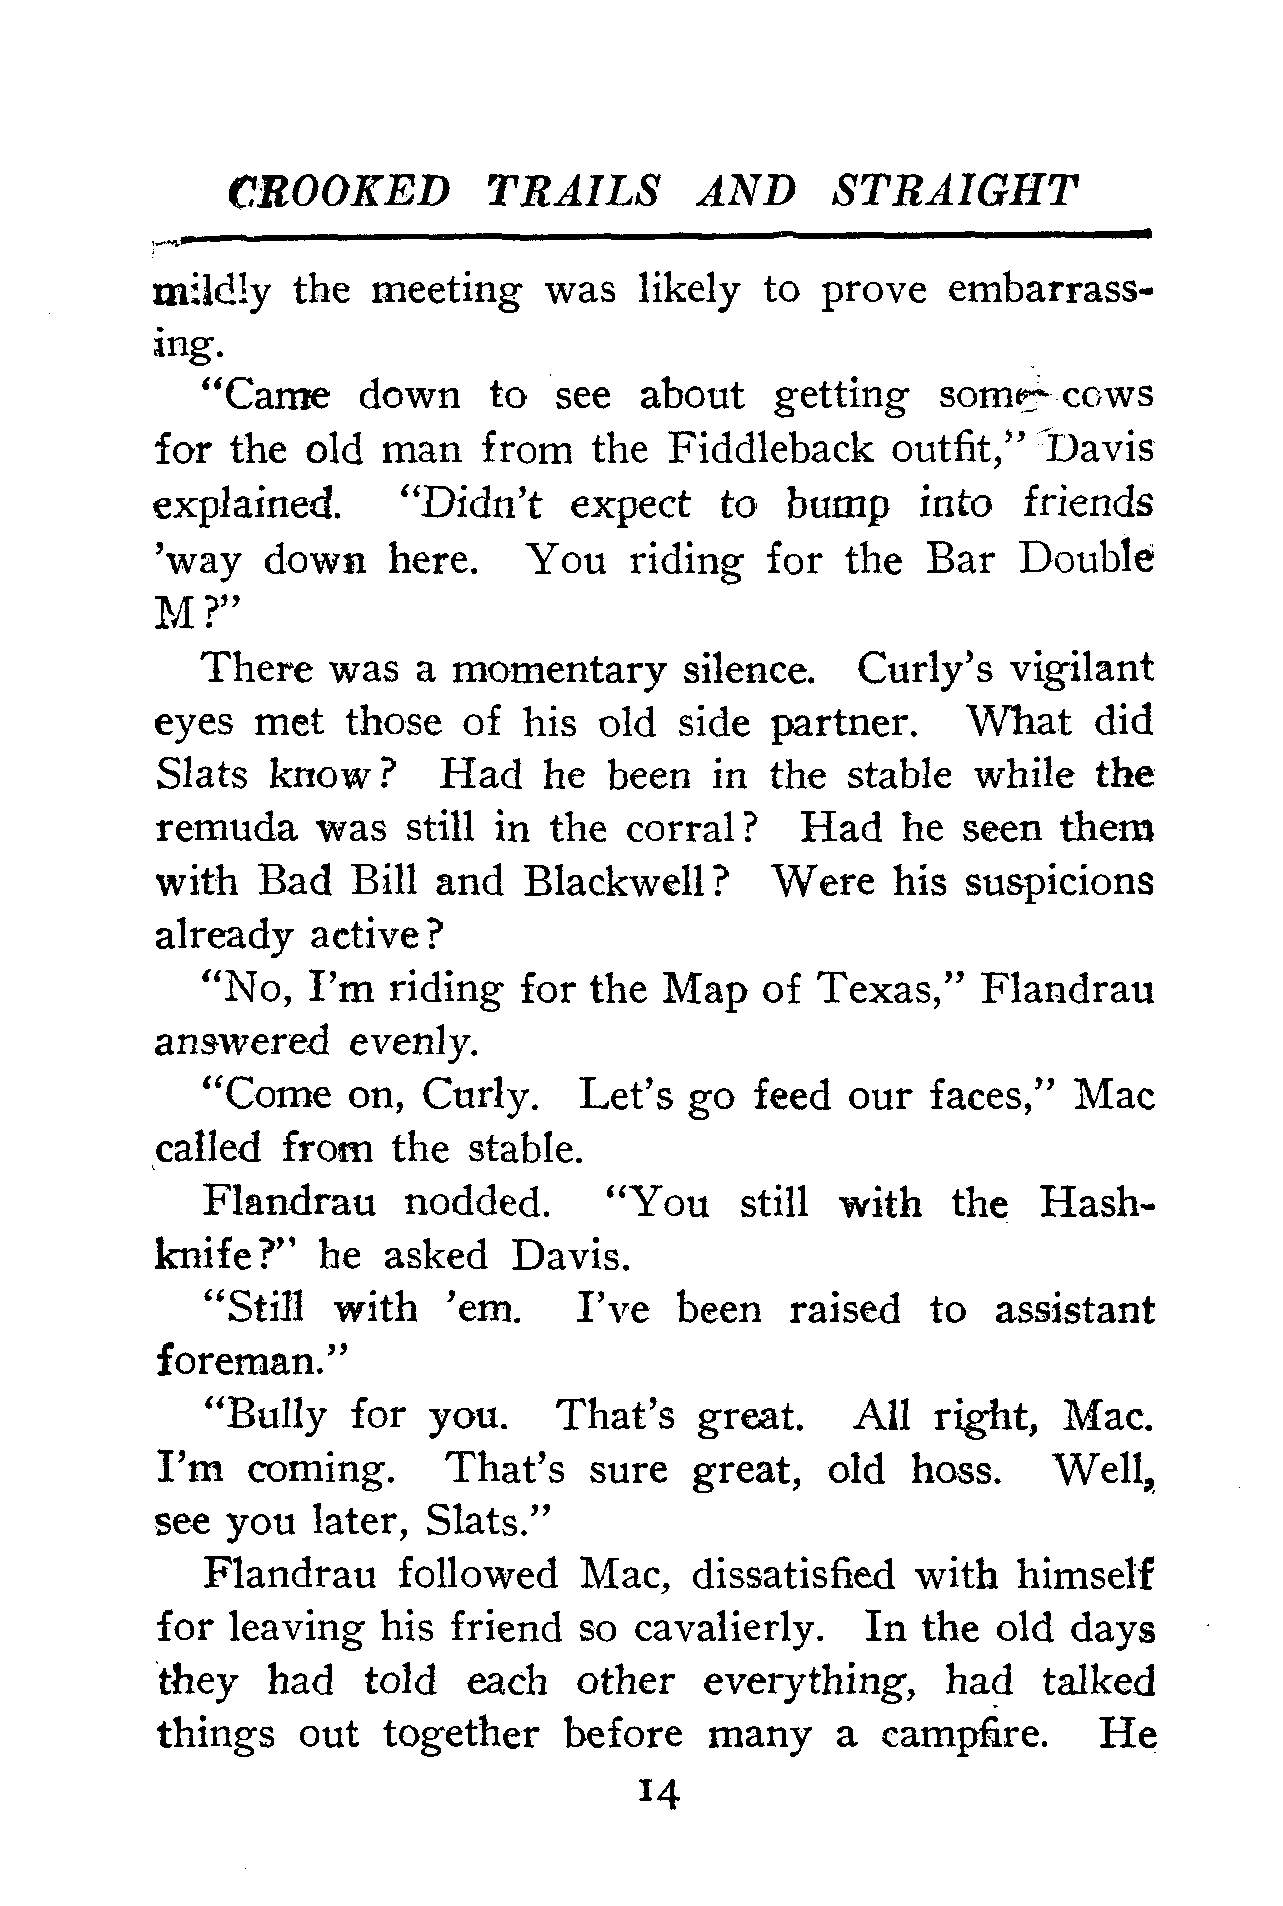 CROOKED TRAILS AND STRAIGHT
mildly the meeting was likely to prove embarrass-
ing.
“Came down to see about getting some cows
for the old man from the Fiddleback outfit,” Davis
explained. “Didn’t expect to bump into friends
’way down here. You riding for the Bar Double
M?”
There was a momentary silence. Curly’s vigilant
eyes met those of his old side partner. What did
Slats know? Had he been in the stable while the
remuda was still in the corral? Had he seen them
with Bad Bill and Blackwell? Were his suspicions
already active?
“No, I’m riding for the Map of Texas,” Flandrau
answered evenly.
“Come on, Curly. Let’s go feed our faces,” Mac
called from the stable.
Flandrau nodded. “You still with the Hash-
knife?” he asked Davis.
“Still with ’em. I’ve been raised to assistant
foreman.”
“Bully for you. That’s great. All right, Mac.
I’m coming. That’s sure great, old hoss. Well,
see you later, Slats.”
Flandrau followed Mac, dissatisfied with himself
for leaving his friend so cavalierly. In the old days
they had told each other everything, had talked
things out together before many a campfire. He
14